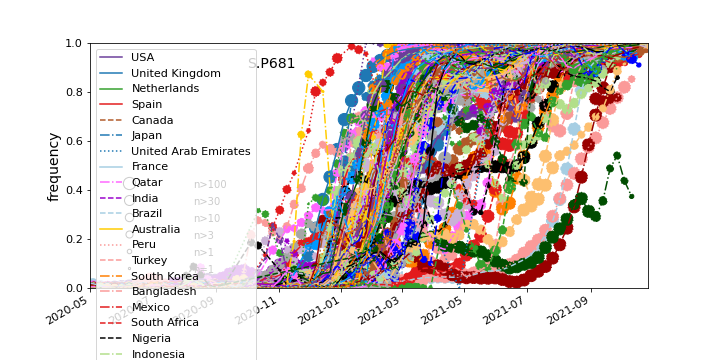 S.P681
frequency
1.0
0.8
0.6
0.4
0.2
0.0
USA
United Kingdom
Netherlands
Spain
Canada
Japan
United Arab Emirates
France
Qatar
India
Brazil
Australia
Peru
Turkey
South Korea
Bangladesh
Mexico
South Africa
Nigeria
Indonesia
n>100
n>30
n>10
n>3
n>1
2020-05
2020-09
2020-11
2021-01
2021-03
2021-05
2021-07
2021-09